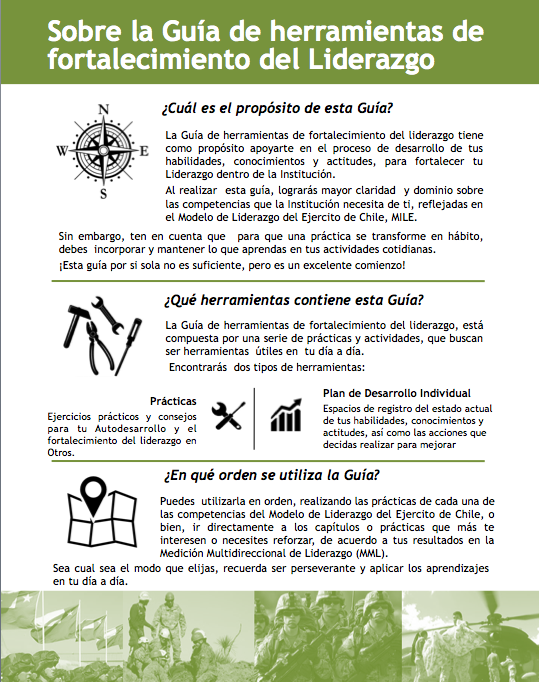 Sobre la Guía de herramientas de
fortalecimiento del Liderazgo
¿Cuál es el propósito de esta Guía?
N
W
E
S
La Guía de herramientas de fortalecimiento del liderazgo tiene
como propósito apoyarte en el proceso de desarrollo de tus
habilidades, conocimientos y actitudes, para fortalecer tu
Liderazgo dentro de la Institución.
Al realizar esta guía, lograrás mayor claridad y dominio sobre
las competencias que la Institución necesita de ti, reflejadas en
el Modelo de Liderazgo del Ejercito de Chile, MILE.
Sin embargo, ten en cuenta que para que una práctica se transforme en hábito,
debes incorporar y mantener lo que aprendas en tus actividades cotidianas.
¡Esta guía por si sola no es suficiente, pero es un excelente comienzo!
¿Qué herramientas contiene esta Guía?
La Guía de herramientas de fortalecimiento del liderazgo, está
compuesta por una serie de prácticas y actividades, que buscan
ser herramientas útiles en tu día a día.
Encontrarás dos tipos de herramientas:
Prácticas
Ejercicios prácticos y consejos
para tu Autodesarrollo y el
fortalecimiento del liderazgo en
Otros.
Plan de Desarrollo Individual
Espacios de registro del estado actual
de tus habilidades, conocimientos y
actitudes, así como las acciones que
decidas realizar para mejorar
¿En qué orden se utiliza la Guía?
Puedes utilizarla en orden, realizando las prácticas de cada una de
las competencias del Modelo de Liderazgo del Ejercito de Chile, o
bien, ir directamente a los capítulos o prácticas que más te
interesen o necesites reforzar, de acuerdo a tus resultados en la
Medición Multidireccional de Liderazgo (MML).
Sea cual sea el modo que elijas, recuerda ser perseverante y aplicar los aprendizajes
en tu día a día.